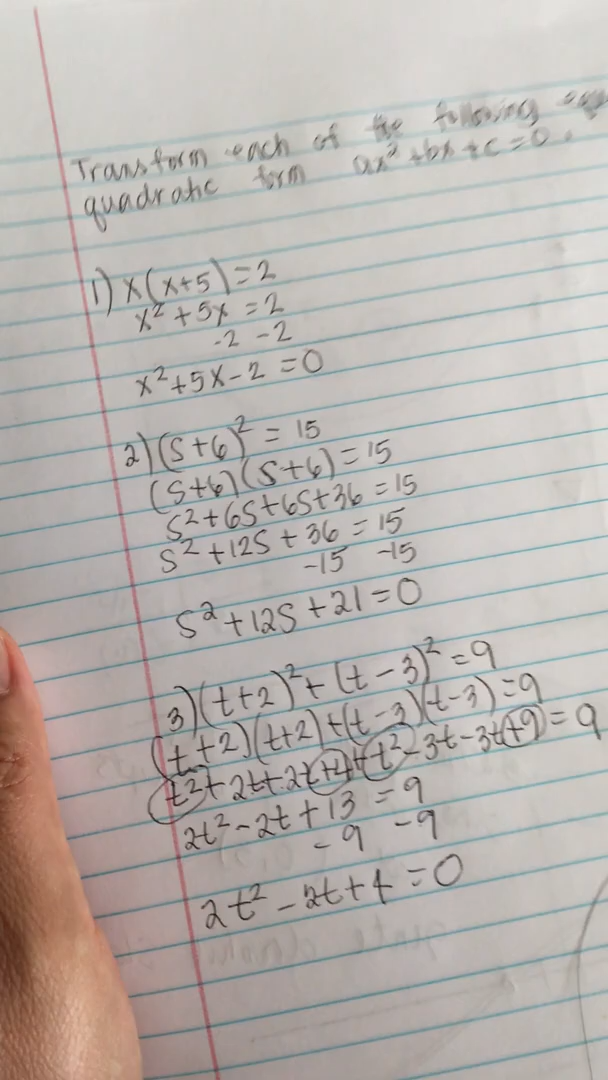 Transform each of the following
quadratic form ax² + bx + c = 0.
1) x(x+5) = 2
x² + 5x = 2
-2 -2
x² + 5x - 2 = 0
2) (s+6)² = 15
(s+6)(s+6) = 15
s² + 6s + 6s + 36 = 15
s² + 12s + 36 = 15
-15 -15
s² + 12s + 21 = 0
3) (t+2)² + (t-3)² = 9
(t+2)(t+2) + (t-3)(t-3) = 9
t² + 2t + 2t + 4 + t² - 3t - 3t + 9 = 9
2t² - 2t + 13 = 9
-9 -9
2t² - 2t + 4 = 0